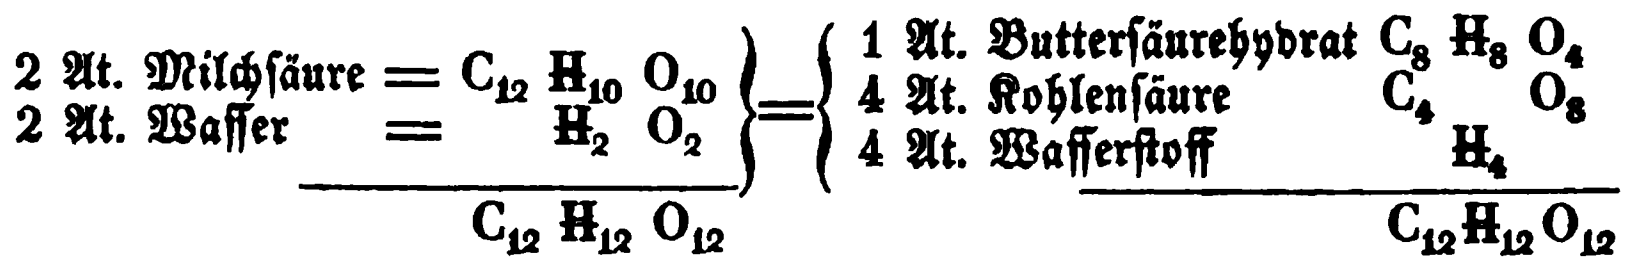 2 At. Milchſäure = C₁₂ H₁₀ O₁₀
2 At. Waſſer = H₂ O₂
C₁₂ H₁₂ O₁₂
=
1 At. Butterſäurehydrat C₈ H₈ O₄
4 At. Kohlenſäure C₄ O₈
4 At. Waſſerſtoff H₄
C₁₂ H₁₂ O₁₂